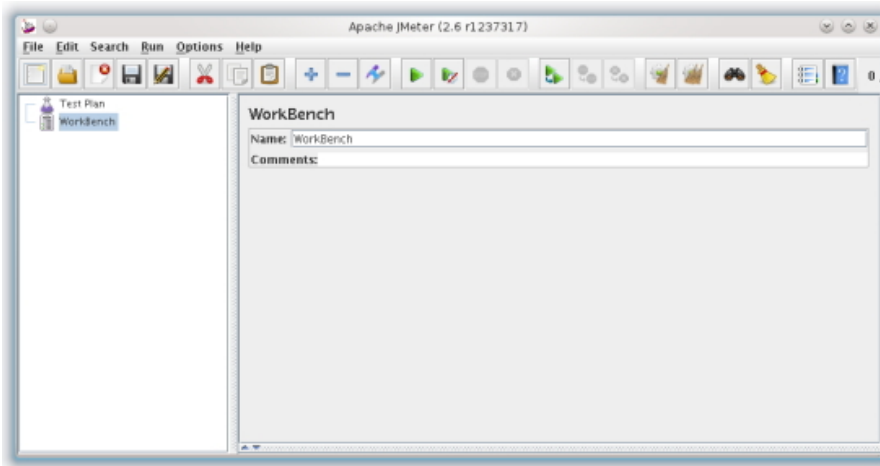 Apache JMeter (2.6 r1237317)
File Edit Search Run Options Help
0
Test Plan
WorkBench
WorkBench
Name: WorkBench
Comments: